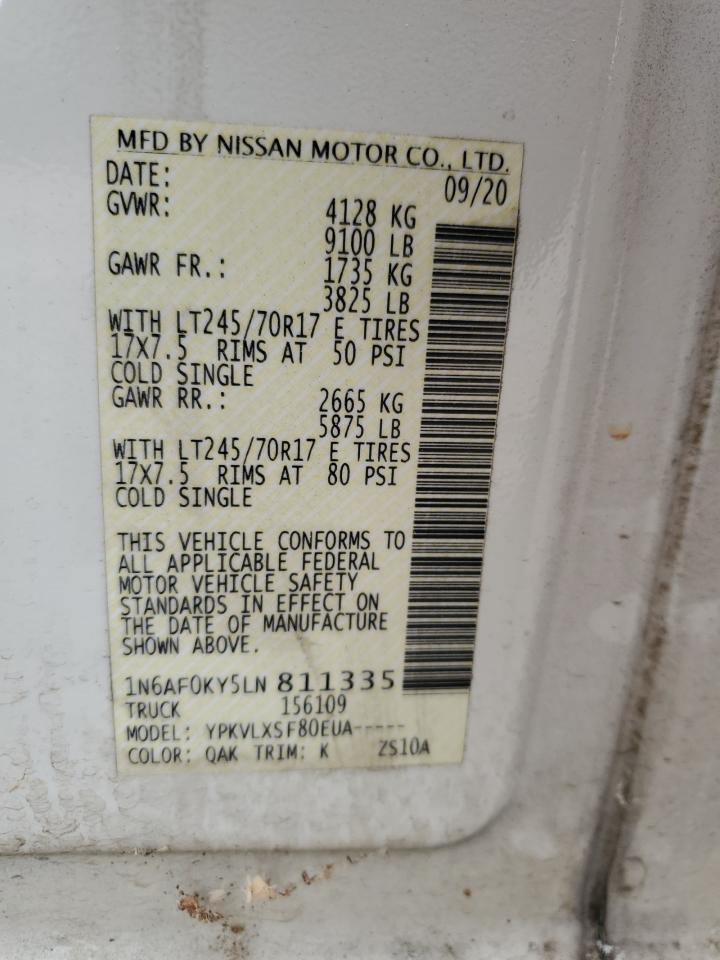 MFD BY NISSAN MOTOR CO., LTD.
DATE: 09/20
GVWR: 4128 KG
9100 LB
GAWR FR.: 1735 KG
3825 LB
WITH LT245/70R17 E TIRES
17X7.5 RIMS AT 50 PSI
COLD SINGLE
GAWR RR.: 2665 KG
5875 LB
WITH LT245/70R17 E TIRES
17X7.5 RIMS AT 80 PSI
COLD SINGLE
THIS VEHICLE CONFORMS TO
ALL APPLICABLE FEDERAL
MOTOR VEHICLE SAFETY
STANDARDS IN EFFECT ON
THE DATE OF MANUFACTURE
SHOWN ABOVE.
1N6AF0KY5LN 811335
TRUCK 156109
MODEL: YPKVLXSF80EUA-----
COLOR: QAK TRIM: K ZS10A